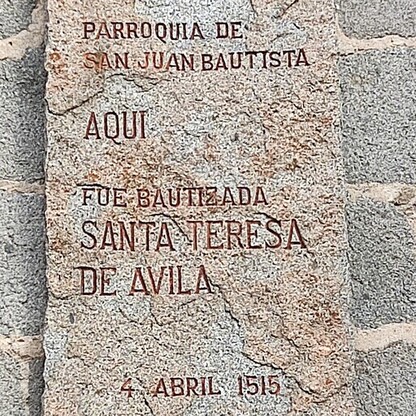 PARROQUIA DE
SAN JUAN BAUTISTA
AQUI
FUE BAUTIZADA
SANTA TERESA
DE AVILA
4 ABRIL 1515